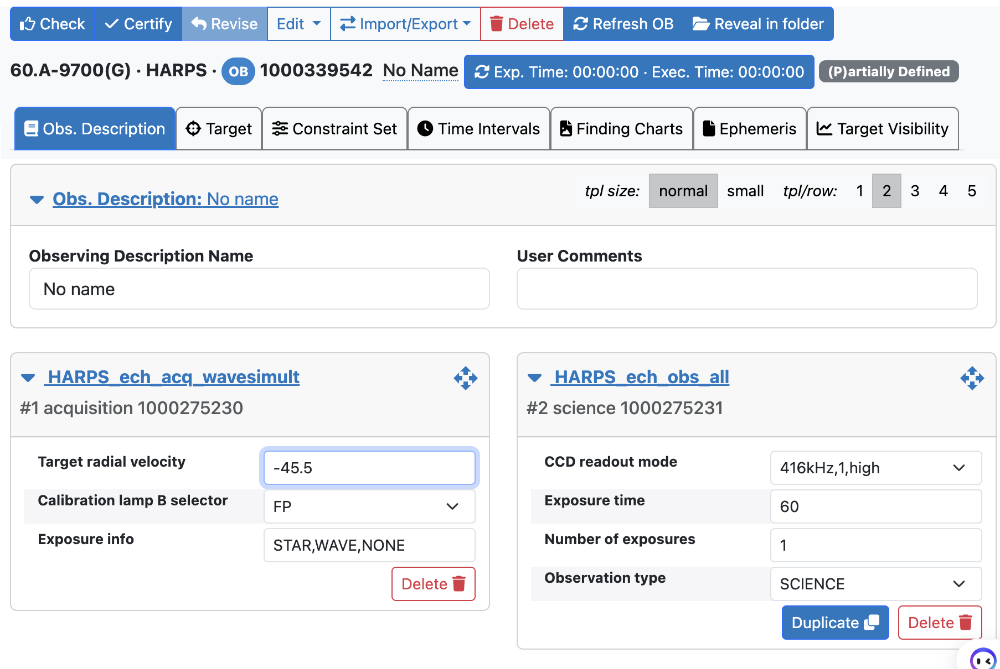 Check Certify Revise Edit Import/Export Delete Refresh OB Reveal in folder
60.A-9700(G) · HARPS · OB 1000339542 No Name Exp. Time: 00:00:00 · Exec. Time: 00:00:00 (P)artially Defined
Obs. Description Target Constraint Set Time Intervals Finding Charts Ephemeris Target Visibility
tpl size: normal small tpl/row: 1 2 3 4 5
Obs. Description: No name
Observing Description Name
No name
User Comments
HARPS_ech_acq_wavesimult
#1 acquisition 1000275230
Target radial velocity -45.5
Calibration lamp B selector FP
Exposure info STAR,WAVE,NONE
Delete
HARPS_ech_obs_all
#2 science 1000275231
CCD readout mode 416kHz,1,high
Exposure time 60
Number of exposures 1
Observation type SCIENCE
Duplicate Delete